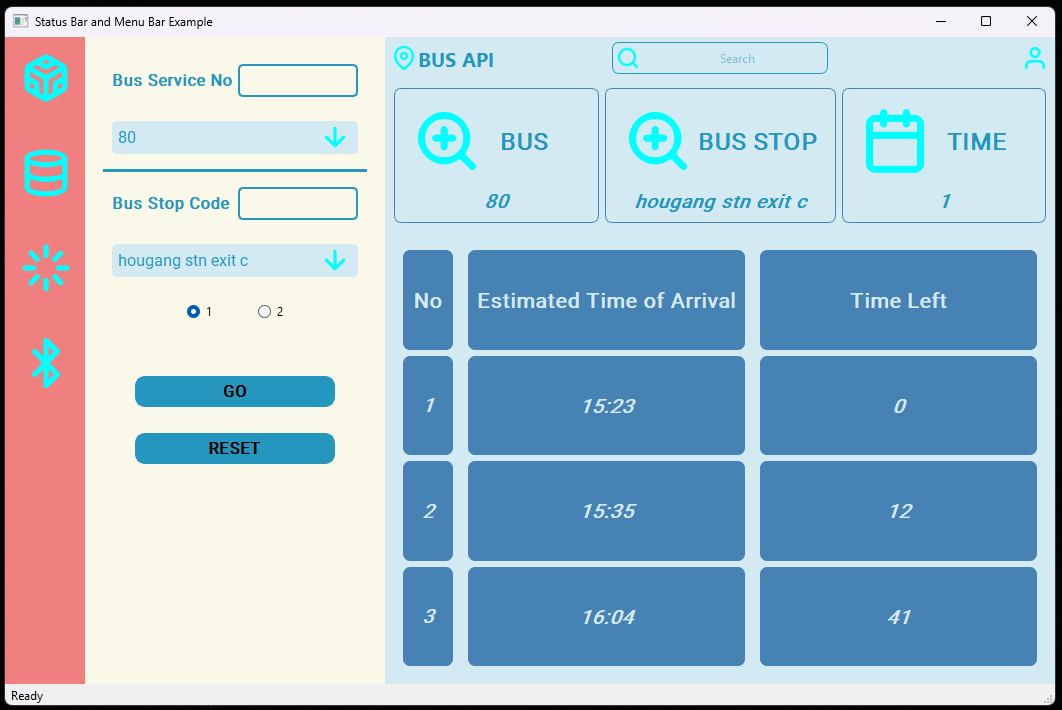 Status Bar and Menu Bar Example
Bus Service No
80
Bus Stop Code
hougang stn exit c
1 2
GO
RESET
BUS API
Search
BUS
80
BUS STOP
hougang stn exit c
TIME
1
No Estimated Time of Arrival Time Left
1 15:23 0
2 15:35 12
3 16:04 41
Ready